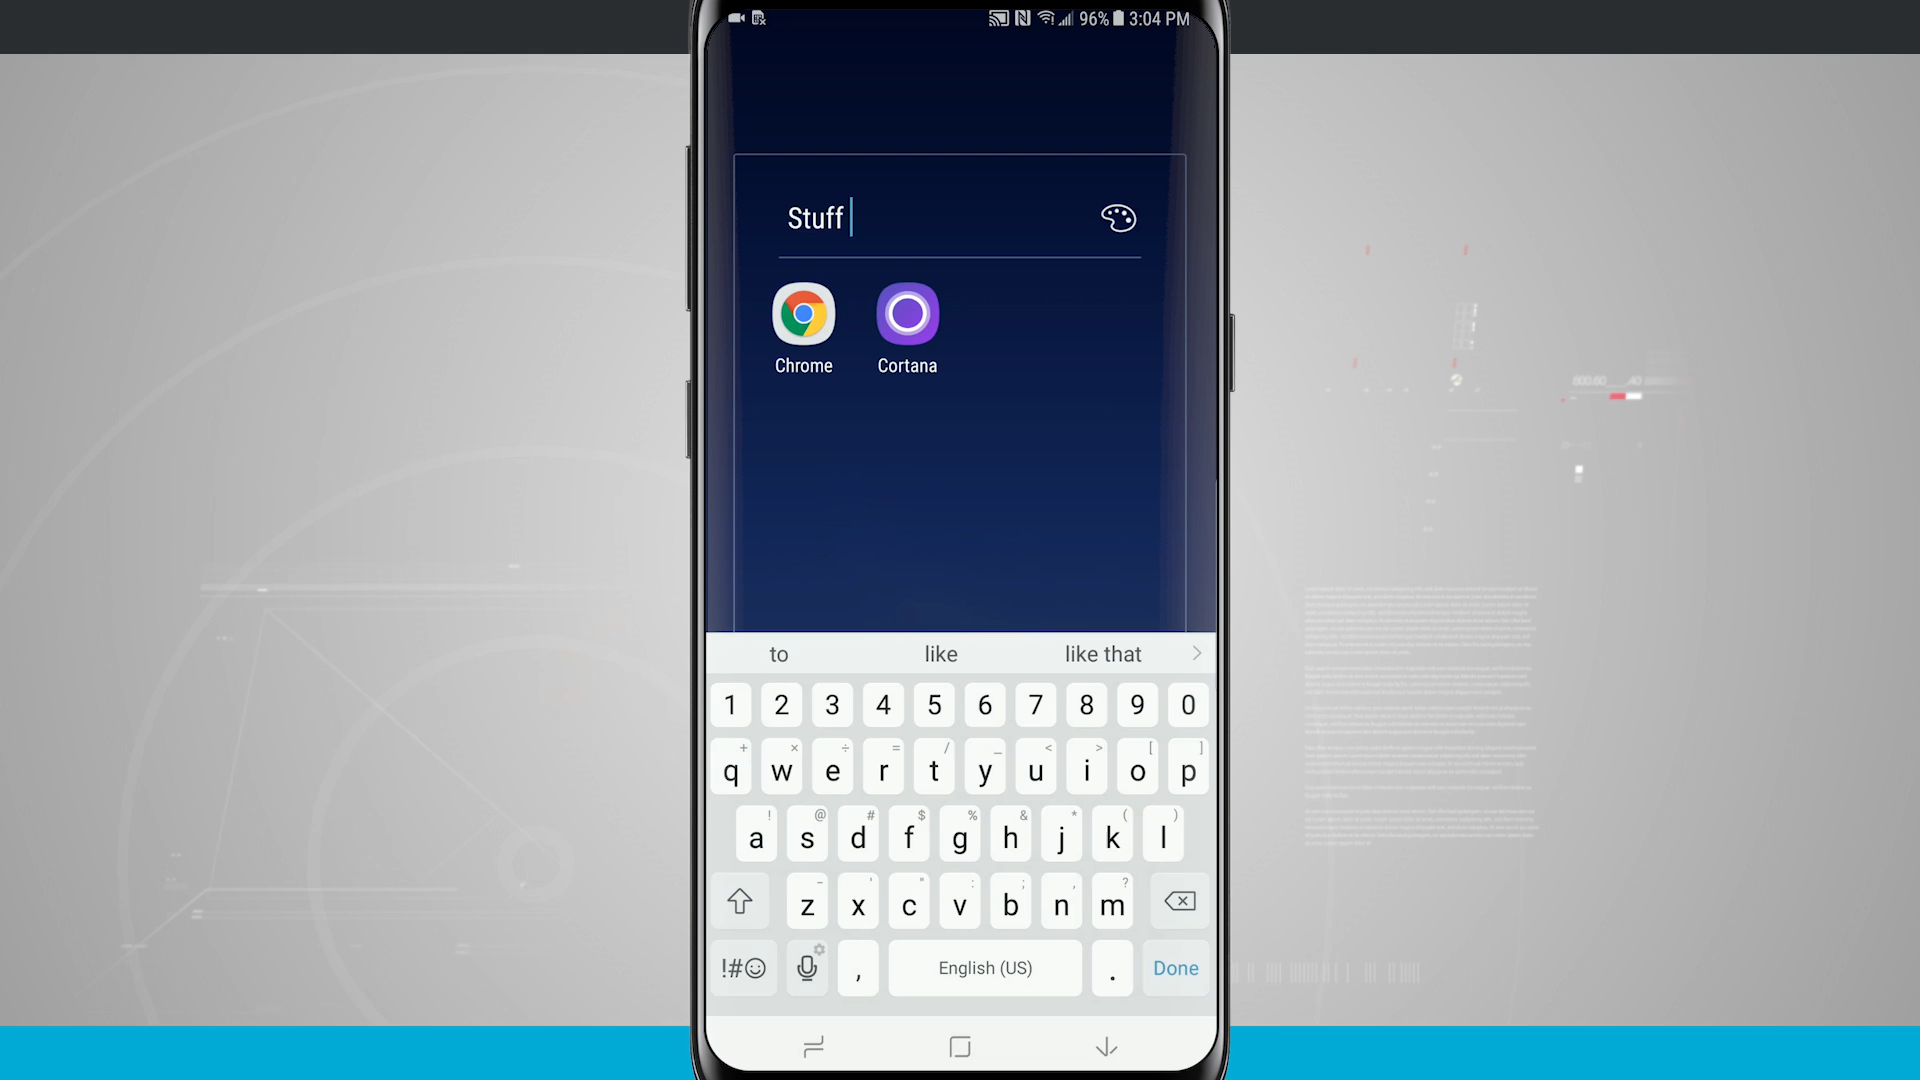 96% 3:04 PM
Stuff
Chrome Cortana
to like like that
1 2 3 4 5 6 7 8 9 0
+ × ÷ = / _ < > [ ]
q w e r t y u i o p
! @ # $ % & * ( )
a s d f g h j k l
- ' " : ; , ?
z x c v b n m
!#☺ , English (US) . Done